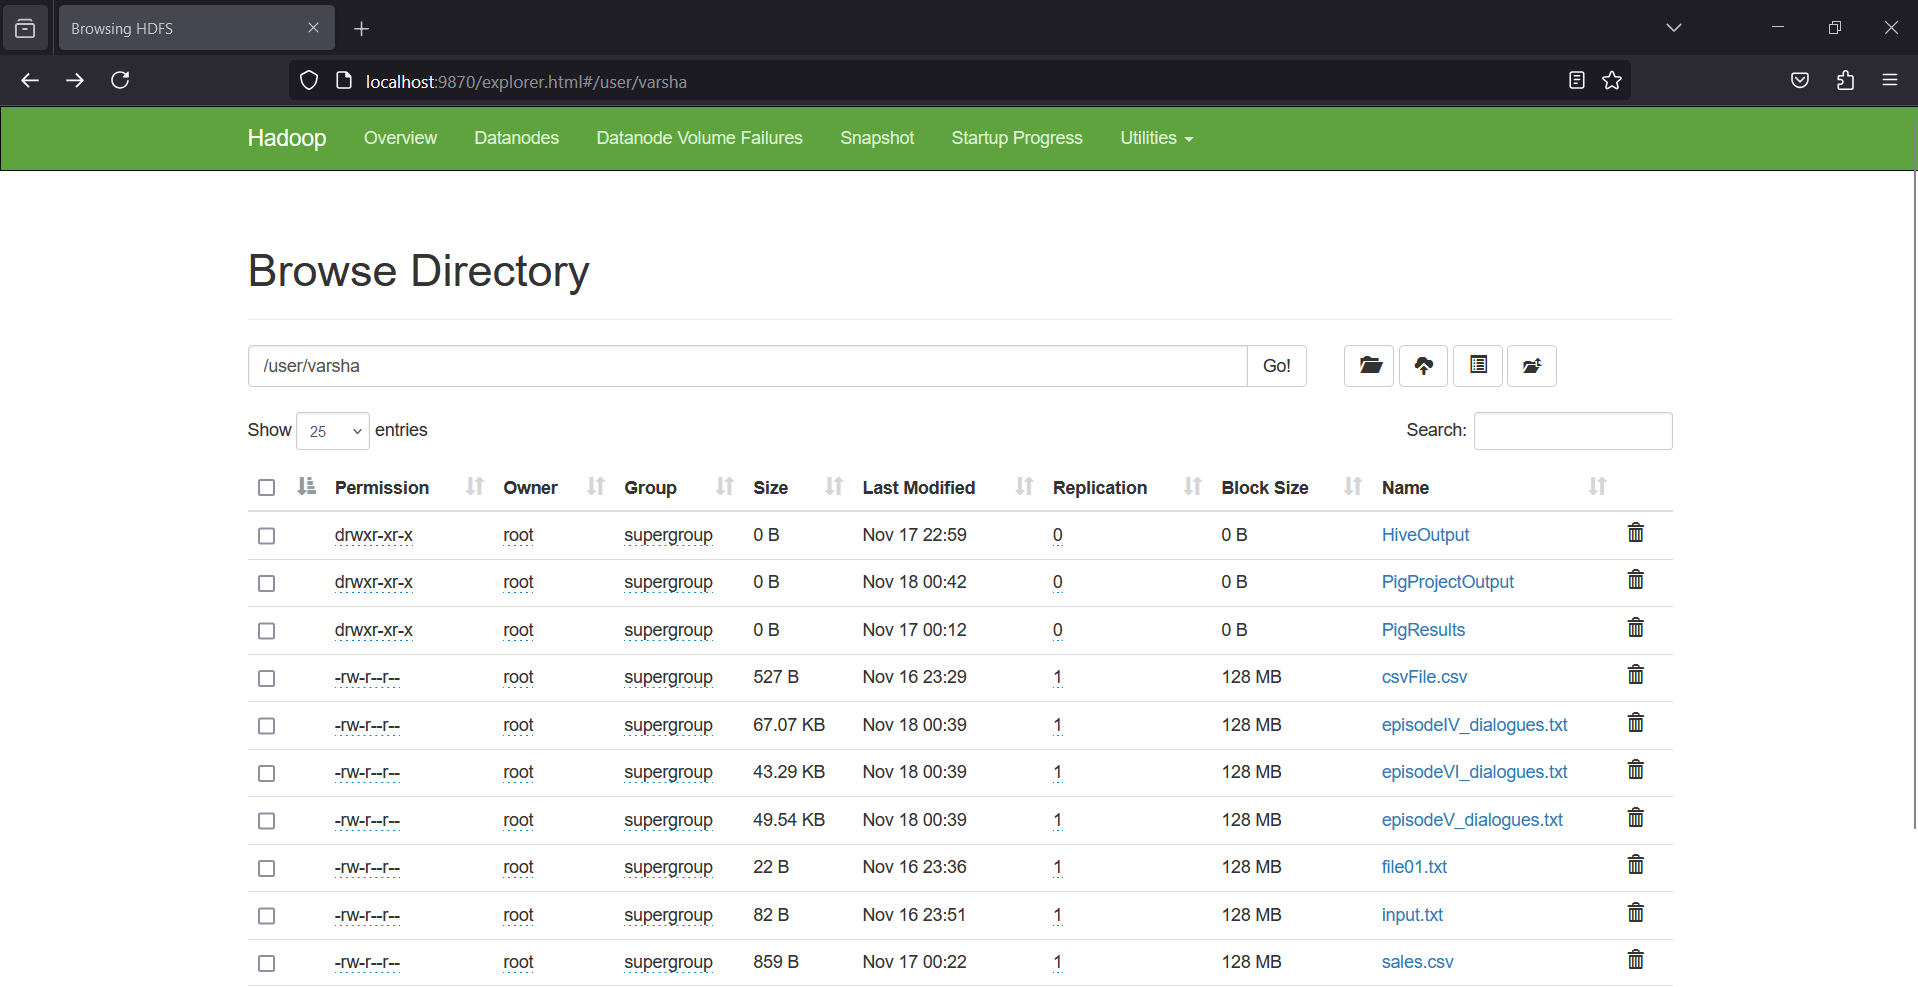 Browsing HDFS
localhost:9870/explorer.html#/user/varsha
Hadoop Overview Datanodes Datanode Volume Failures Snapshot Startup Progress Utilities
Browse Directory
/user/varsha Go!
Show 25 entries Search:
Permission Owner Group Size Last Modified Replication Block Size Name
drwxr-xr-x root supergroup 0 B Nov 17 22:59 0 0 B HiveOutput
drwxr-xr-x root supergroup 0 B Nov 18 00:42 0 0 B PigProjectOutput
drwxr-xr-x root supergroup 0 B Nov 17 00:12 0 0 B PigResults
-rw-r--r-- root supergroup 527 B Nov 16 23:29 1 128 MB csvFile.csv
-rw-r--r-- root supergroup 67.07 KB Nov 18 00:39 1 128 MB episodeIV_dialogues.txt
-rw-r--r-- root supergroup 43.29 KB Nov 18 00:39 1 128 MB episodeVI_dialogues.txt
-rw-r--r-- root supergroup 49.54 KB Nov 18 00:39 1 128 MB episodeV_dialogues.txt
-rw-r--r-- root supergroup 22 B Nov 16 23:36 1 128 MB file01.txt
-rw-r--r-- root supergroup 82 B Nov 16 23:51 1 128 MB input.txt
-rw-r--r-- root supergroup 859 B Nov 17 00:22 1 128 MB sales.csv